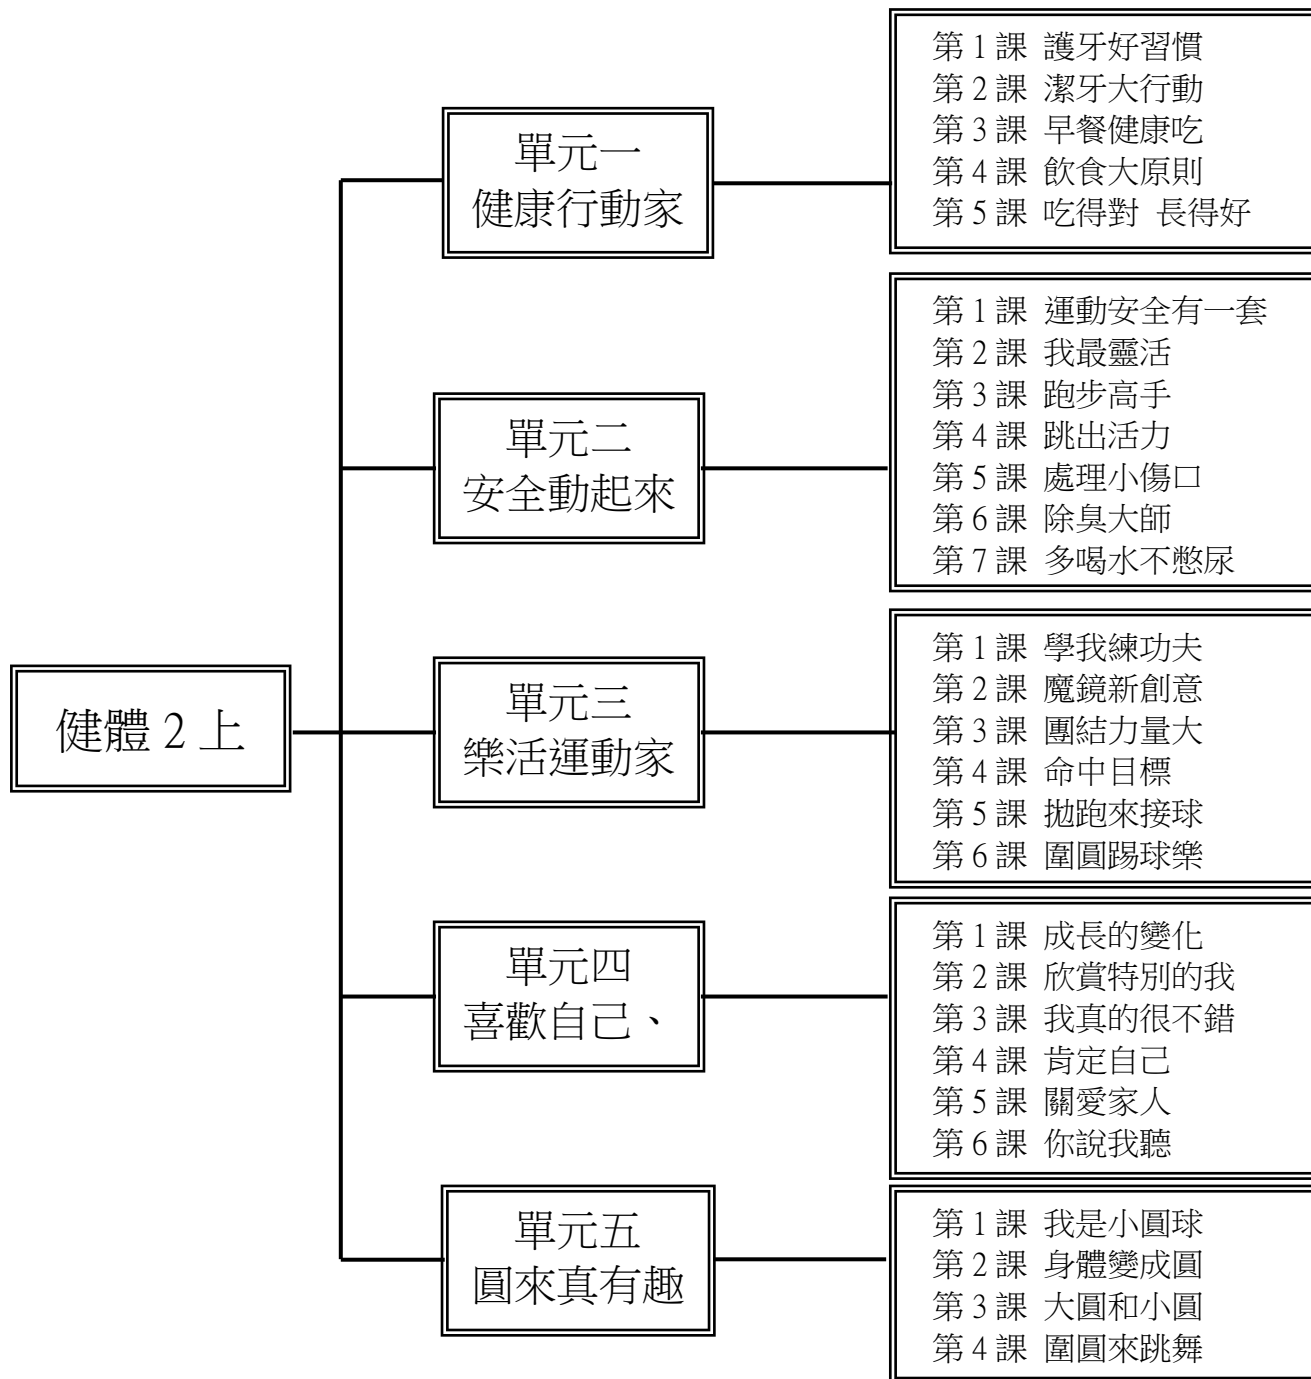 健體 2 上
單元一
健康行動家
第 1 課 護牙好習慣
第 2 課 潔牙大行動
第 3 課 早餐健康吃
第 4 課 飲食大原則
第 5 課 吃得對 長得好
單元二
安全動起來
第 1 課 運動安全有一套
第 2 課 我最靈活
第 3 課 跑步高手
第 4 課 跳出活力
第 5 課 處理小傷口
第 6 課 除臭大師
第 7 課 多喝水不憋尿
單元三
樂活運動家
第 1 課 學我練功夫
第 2 課 魔鏡新創意
第 3 課 團結力量大
第 4 課 命中目標
第 5 課 拋跑來接球
第 6 課 圍圓踢球樂
單元四
喜歡自己、
第 1 課 成長的變化
第 2 課 欣賞特別的我
第 3 課 我真的很不錯
第 4 課 肯定自己
第 5 課 關愛家人
第 6 課 你說我聽
單元五
圓來真有趣
第 1 課 我是小圓球
第 2 課 身體變成圓
第 3 課 大圓和小圓
第 4 課 圍圓來跳舞